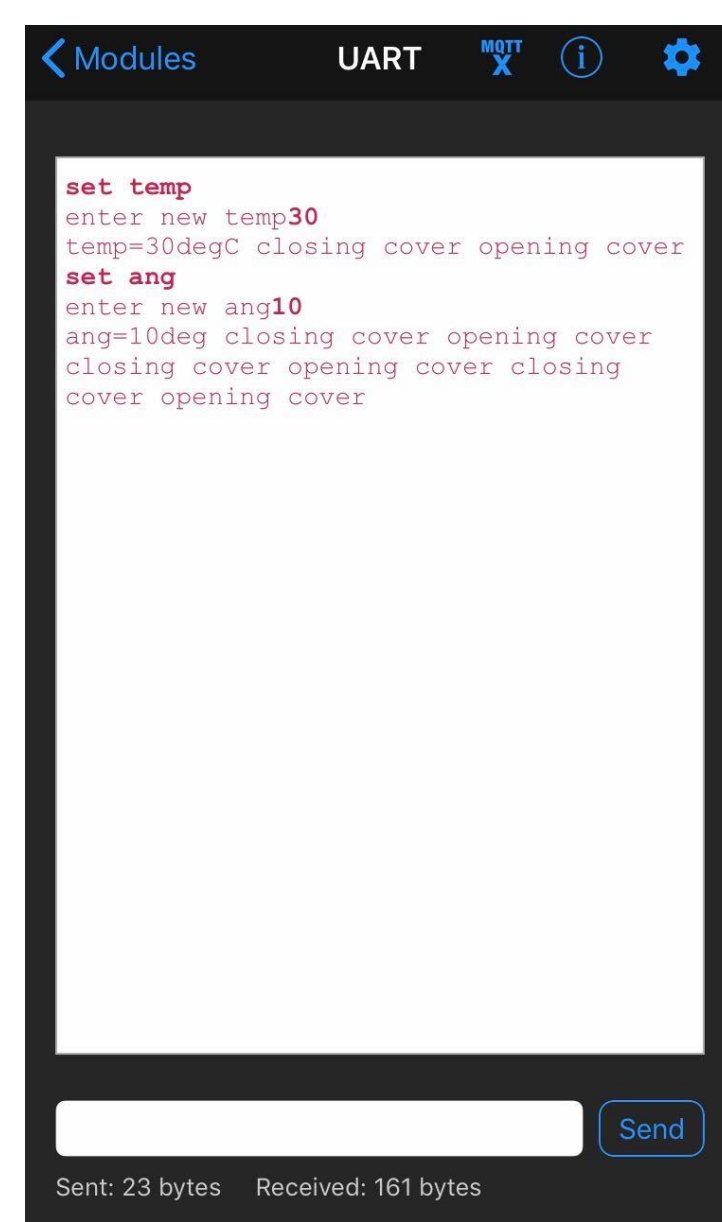 Modules
UART
MQTT
X
i
set temp
enter new temp30
temp=30degC closing cover opening cover
set ang
enter new ang10
ang=10deg closing cover opening cover
closing cover opening cover closing
cover opening cover
Send
Sent: 23 bytes Received: 161 bytes